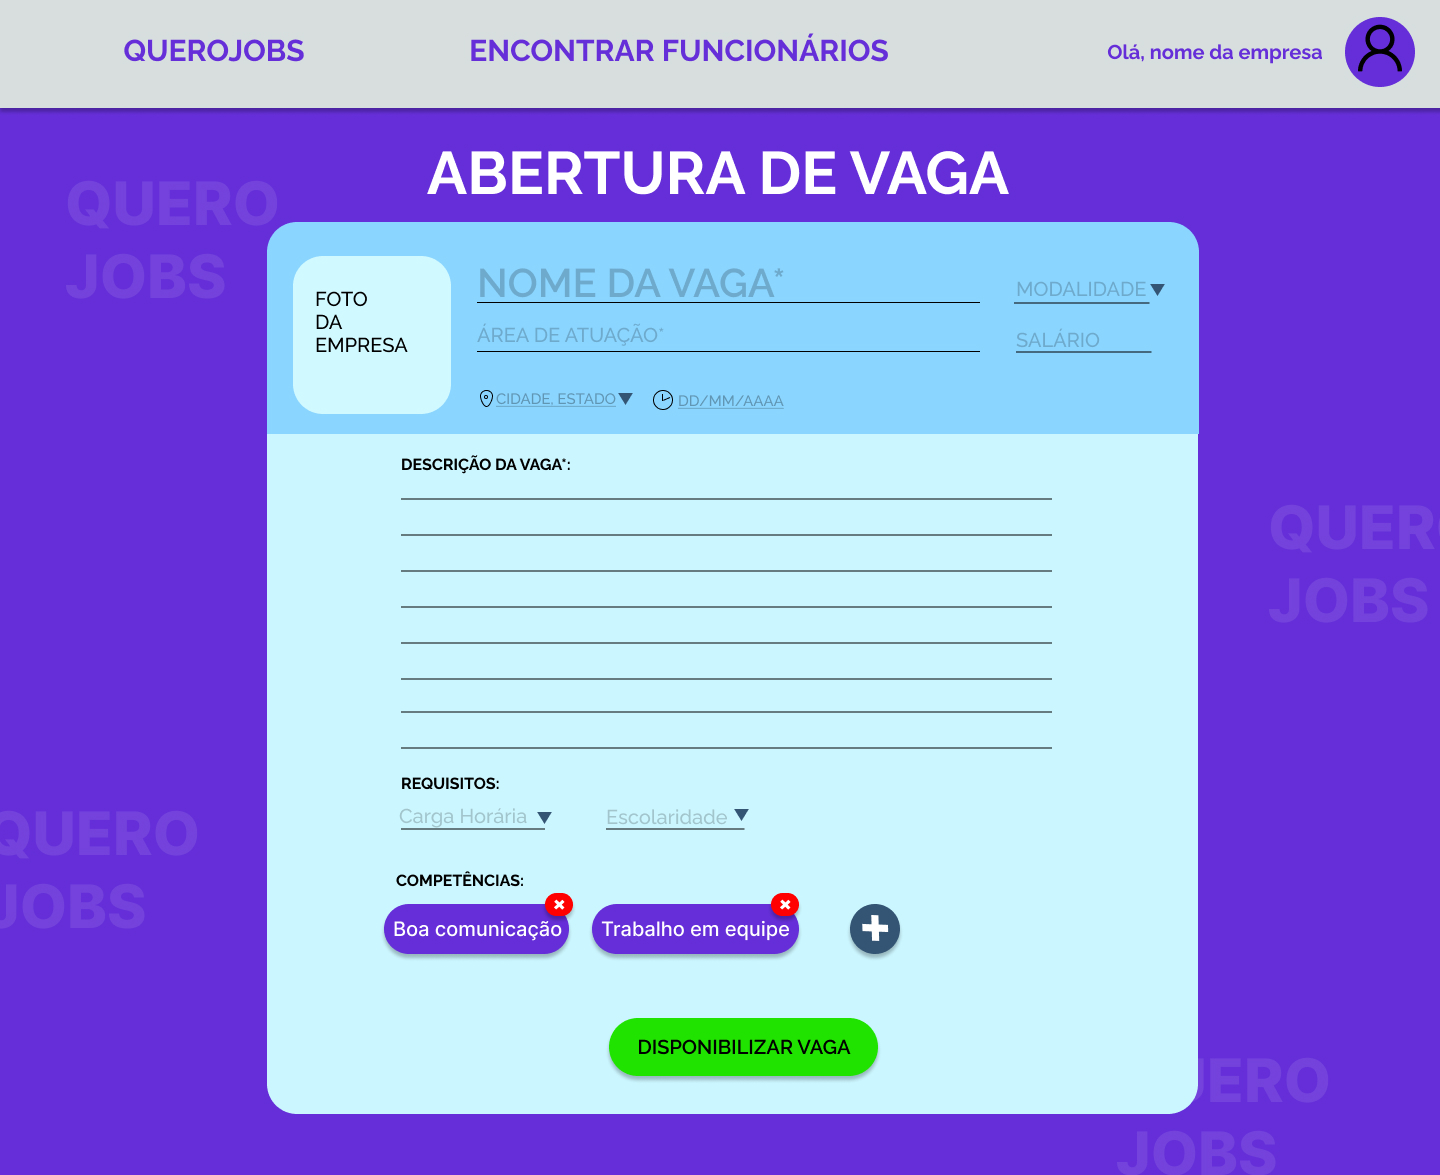 QUEROJOBS
ENCONTRAR FUNCIONÁRIOS
Olá, nome da empresa
ABERTURA DE VAGA
QUERO
JOBS
FOTO
DA
EMPRESA
NOME DA VAGA*
MODALIDADE
ÁREA DE ATUAÇÃO*
SALÁRIO
CIDADE, ESTADO
DD/MM/AAAA
DESCRIÇÃO DA VAGA*:
QUERO
JOBS
REQUISITOS:
Carga Horária
Escolaridade
QUERO
JOBS
COMPETÊNCIAS:
Boa comunicação
Trabalho em equipe
DISPONIBILIZAR VAGA
UERO
JOBS